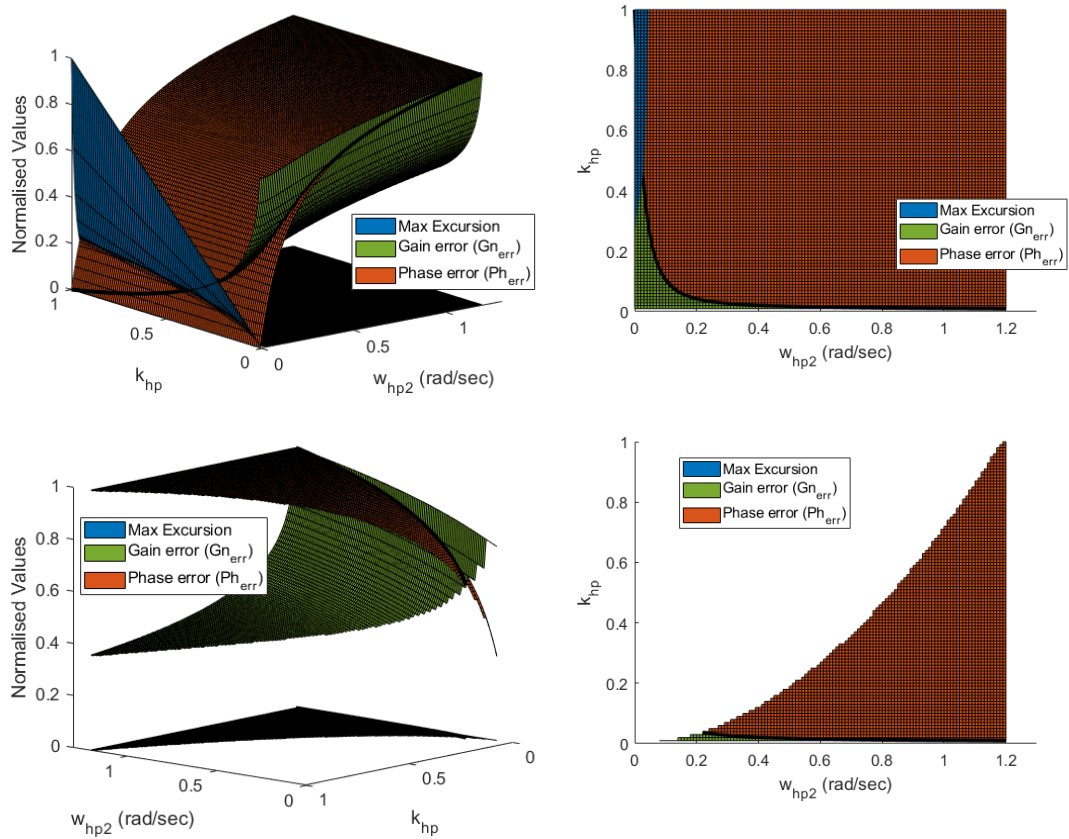 1
0.8
0.6
0.4
0.2
0
Normalised Values
1
0.5
0
k_hp
0
0.5
1
w_hp2 (rad/sec)
Max Excursion
Gain error (Gn_err)
Phase error (Ph_err)
1
0.8
0.6
0.4
0.2
0
k_hp
0
0.2
0.4
0.6
0.8
1
1.2
w_hp2 (rad/sec)
Max Excursion
Gain error (Gn_err)
Phase error (Ph_err)
1
0.8
0.6
0.4
0.2
0
Normalised Values
Max Excursion
Gain error (Gn_err)
Phase error (Ph_err)
1
0.5
0
w_hp2 (rad/sec)
1
0.5
0
k_hp
1
0.8
0.6
0.4
0.2
0
k_hp
Max Excursion
Gain error (Gn_err)
Phase error (Ph_err)
0
0.2
0.4
0.6
0.8
1
1.2
w_hp2 (rad/sec)